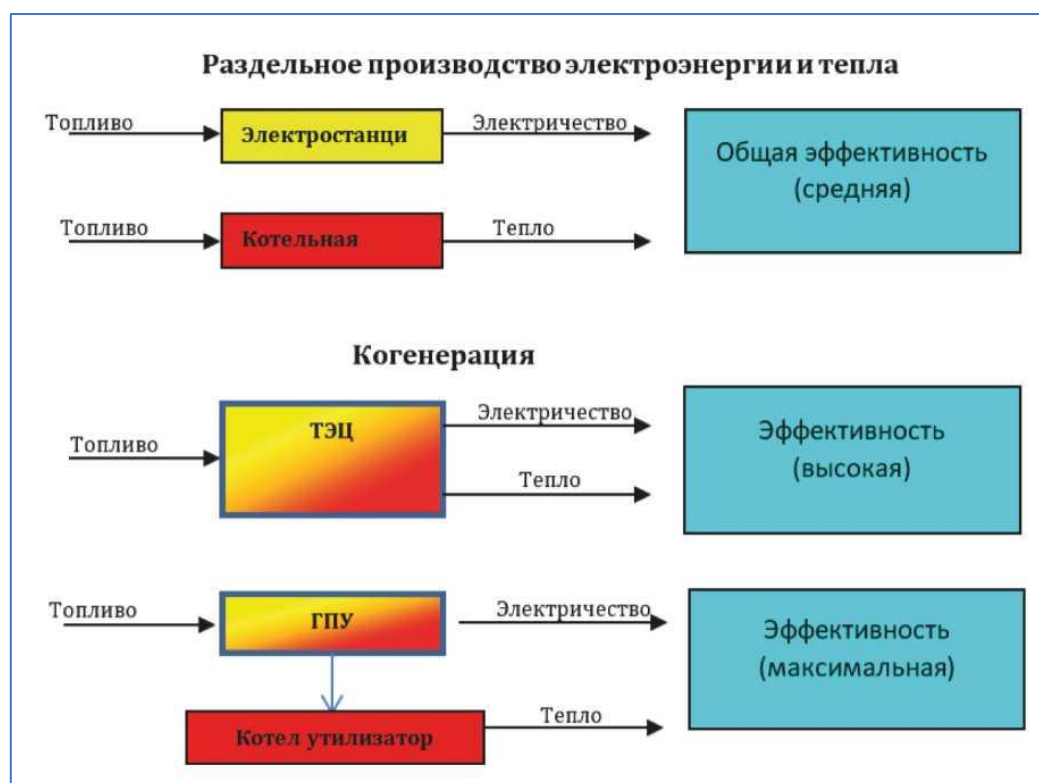 Раздельное производство электроэнергии и тепла
Топливо
Электростанци
Электричество
Общая эффективность
(средняя)
Топливо
Котельная
Тепло
Когенерация
Топливо
ТЭЦ
Электричество
Тепло
Эффективность
(высокая)
Топливо
ГПУ
Электричество
Эффективность
(максимальная)
Котел утилизатор
Тепло